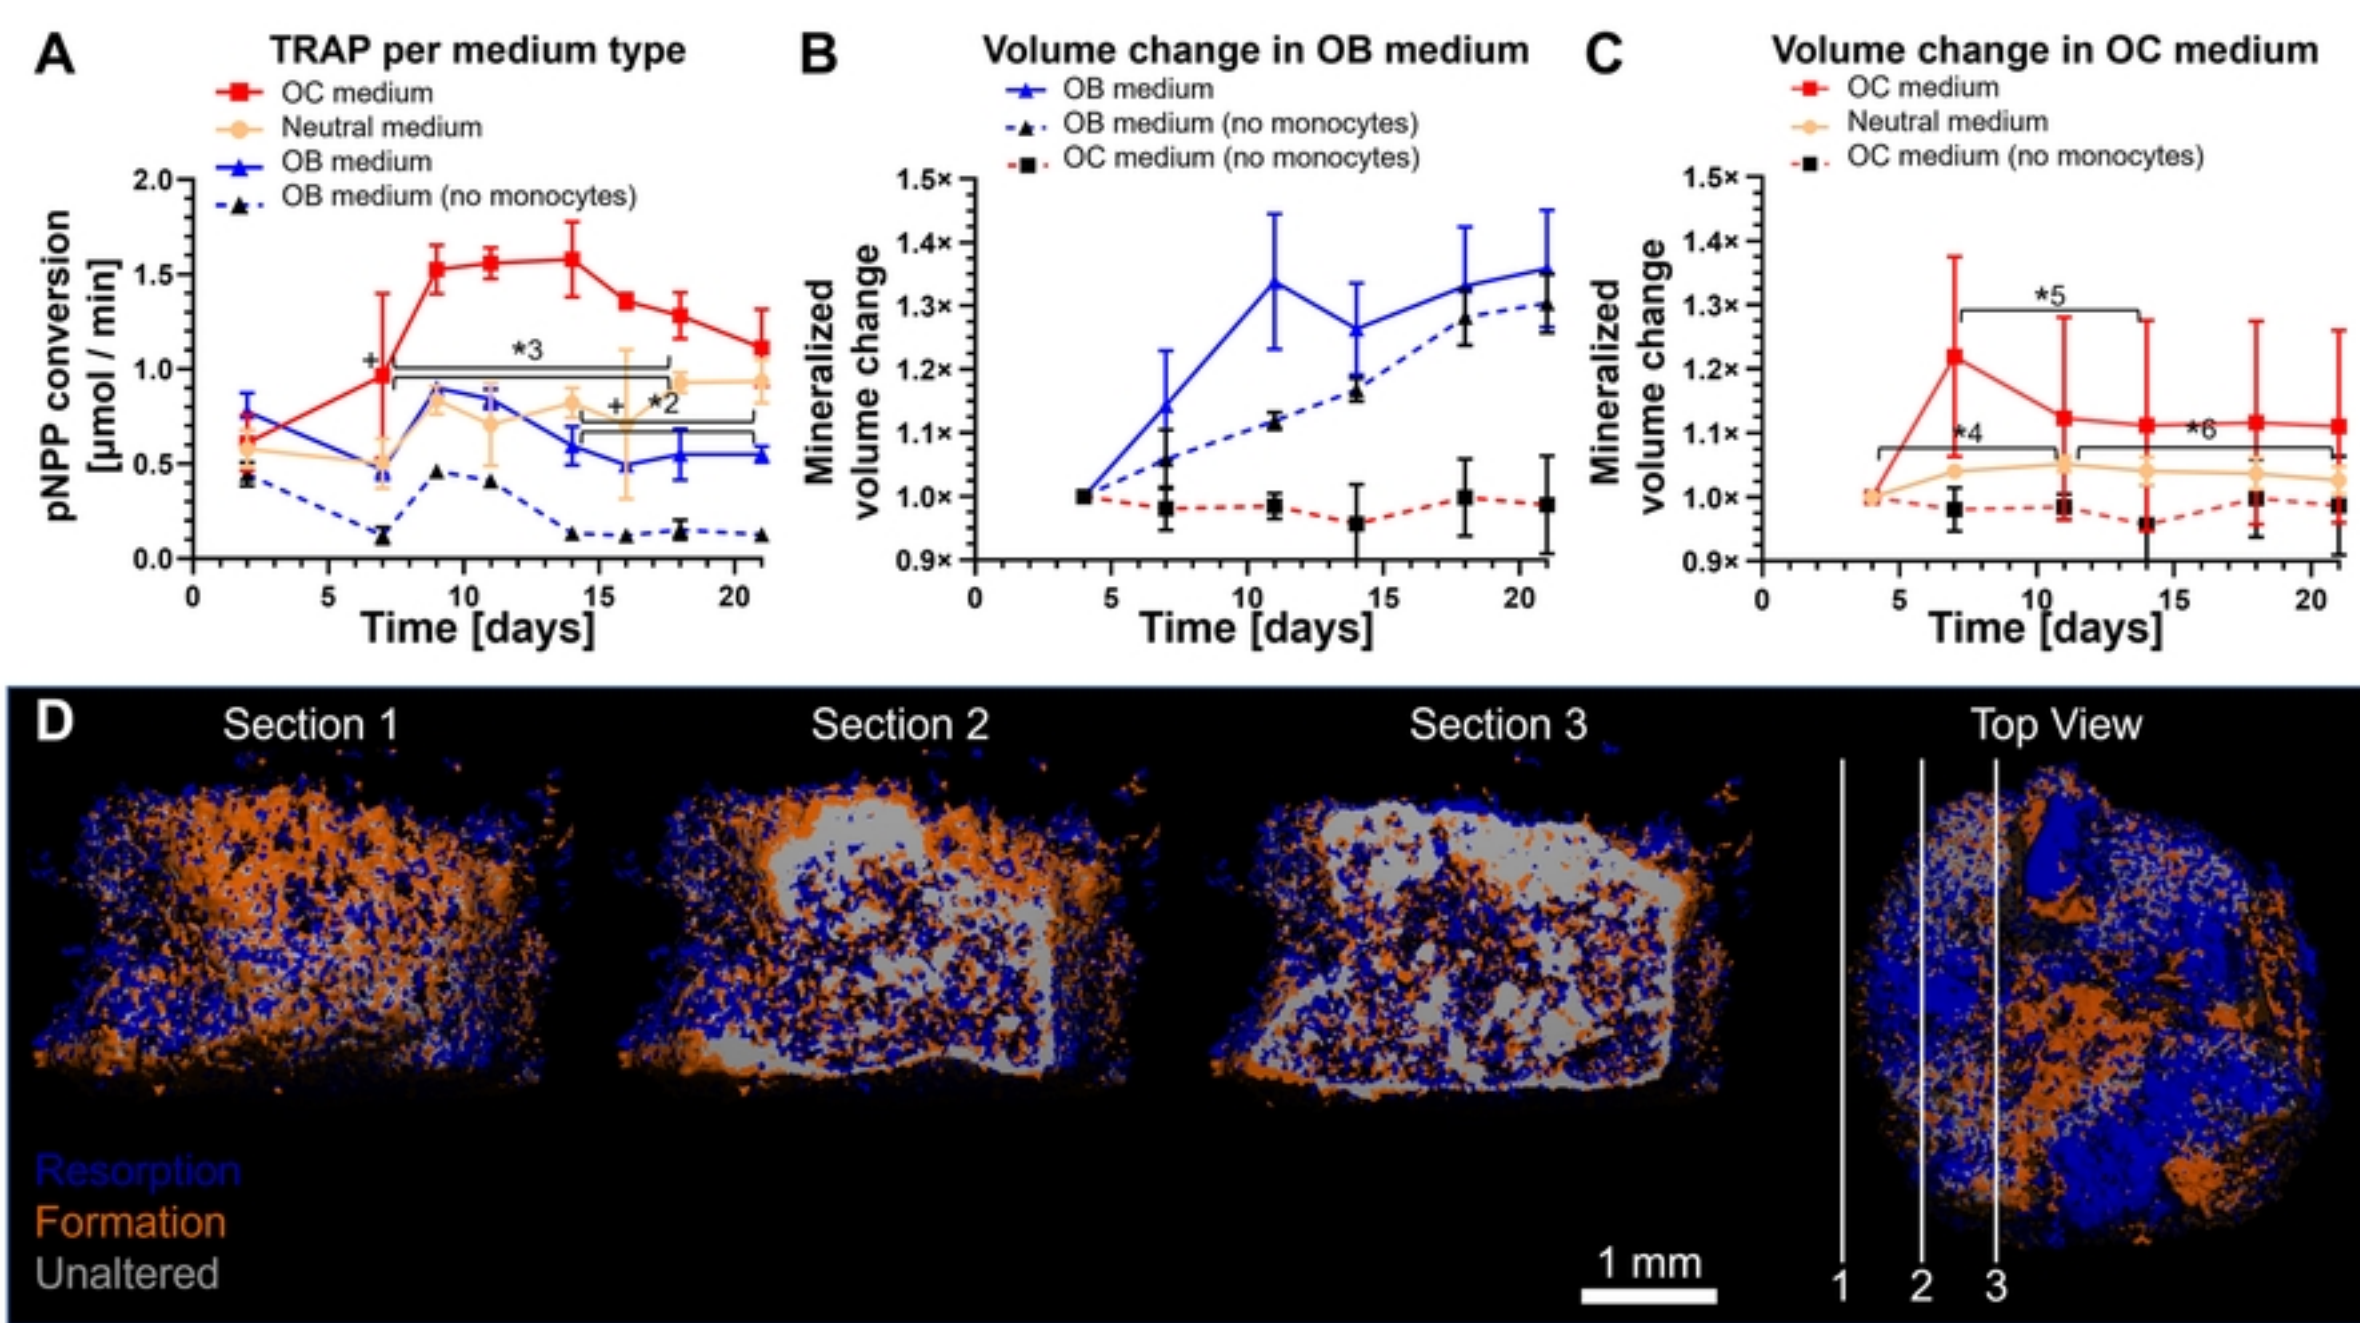 A
TRAP per medium type
OC medium
Neutral medium
OB medium
OB medium (no monocytes)
pNPP conversion
[µmol / min]
2.0
1.5
1.0
0.5
0.0
+
*3
+
*2
0 5 10 15 20
Time [days]
B
Volume change in OB medium
OB medium
OB medium (no monocytes)
OC medium (no monocytes)
Mineralized
volume change
1.5×
1.4×
1.3×
1.2×
1.1×
1.0×
0.9×
0 5 10 15 20
Time [days]
C
Volume change in OC medium
OC medium
Neutral medium
OC medium (no monocytes)
Mineralized
volume change
1.5×
1.4×
1.3×
1.2×
1.1×
1.0×
0.9×
*5
*4
*6
0 5 10 15 20
Time [days]
D
Section 1
Section 2
Section 3
Top View
Resorption
Formation
Unaltered
1 mm
1 2 3